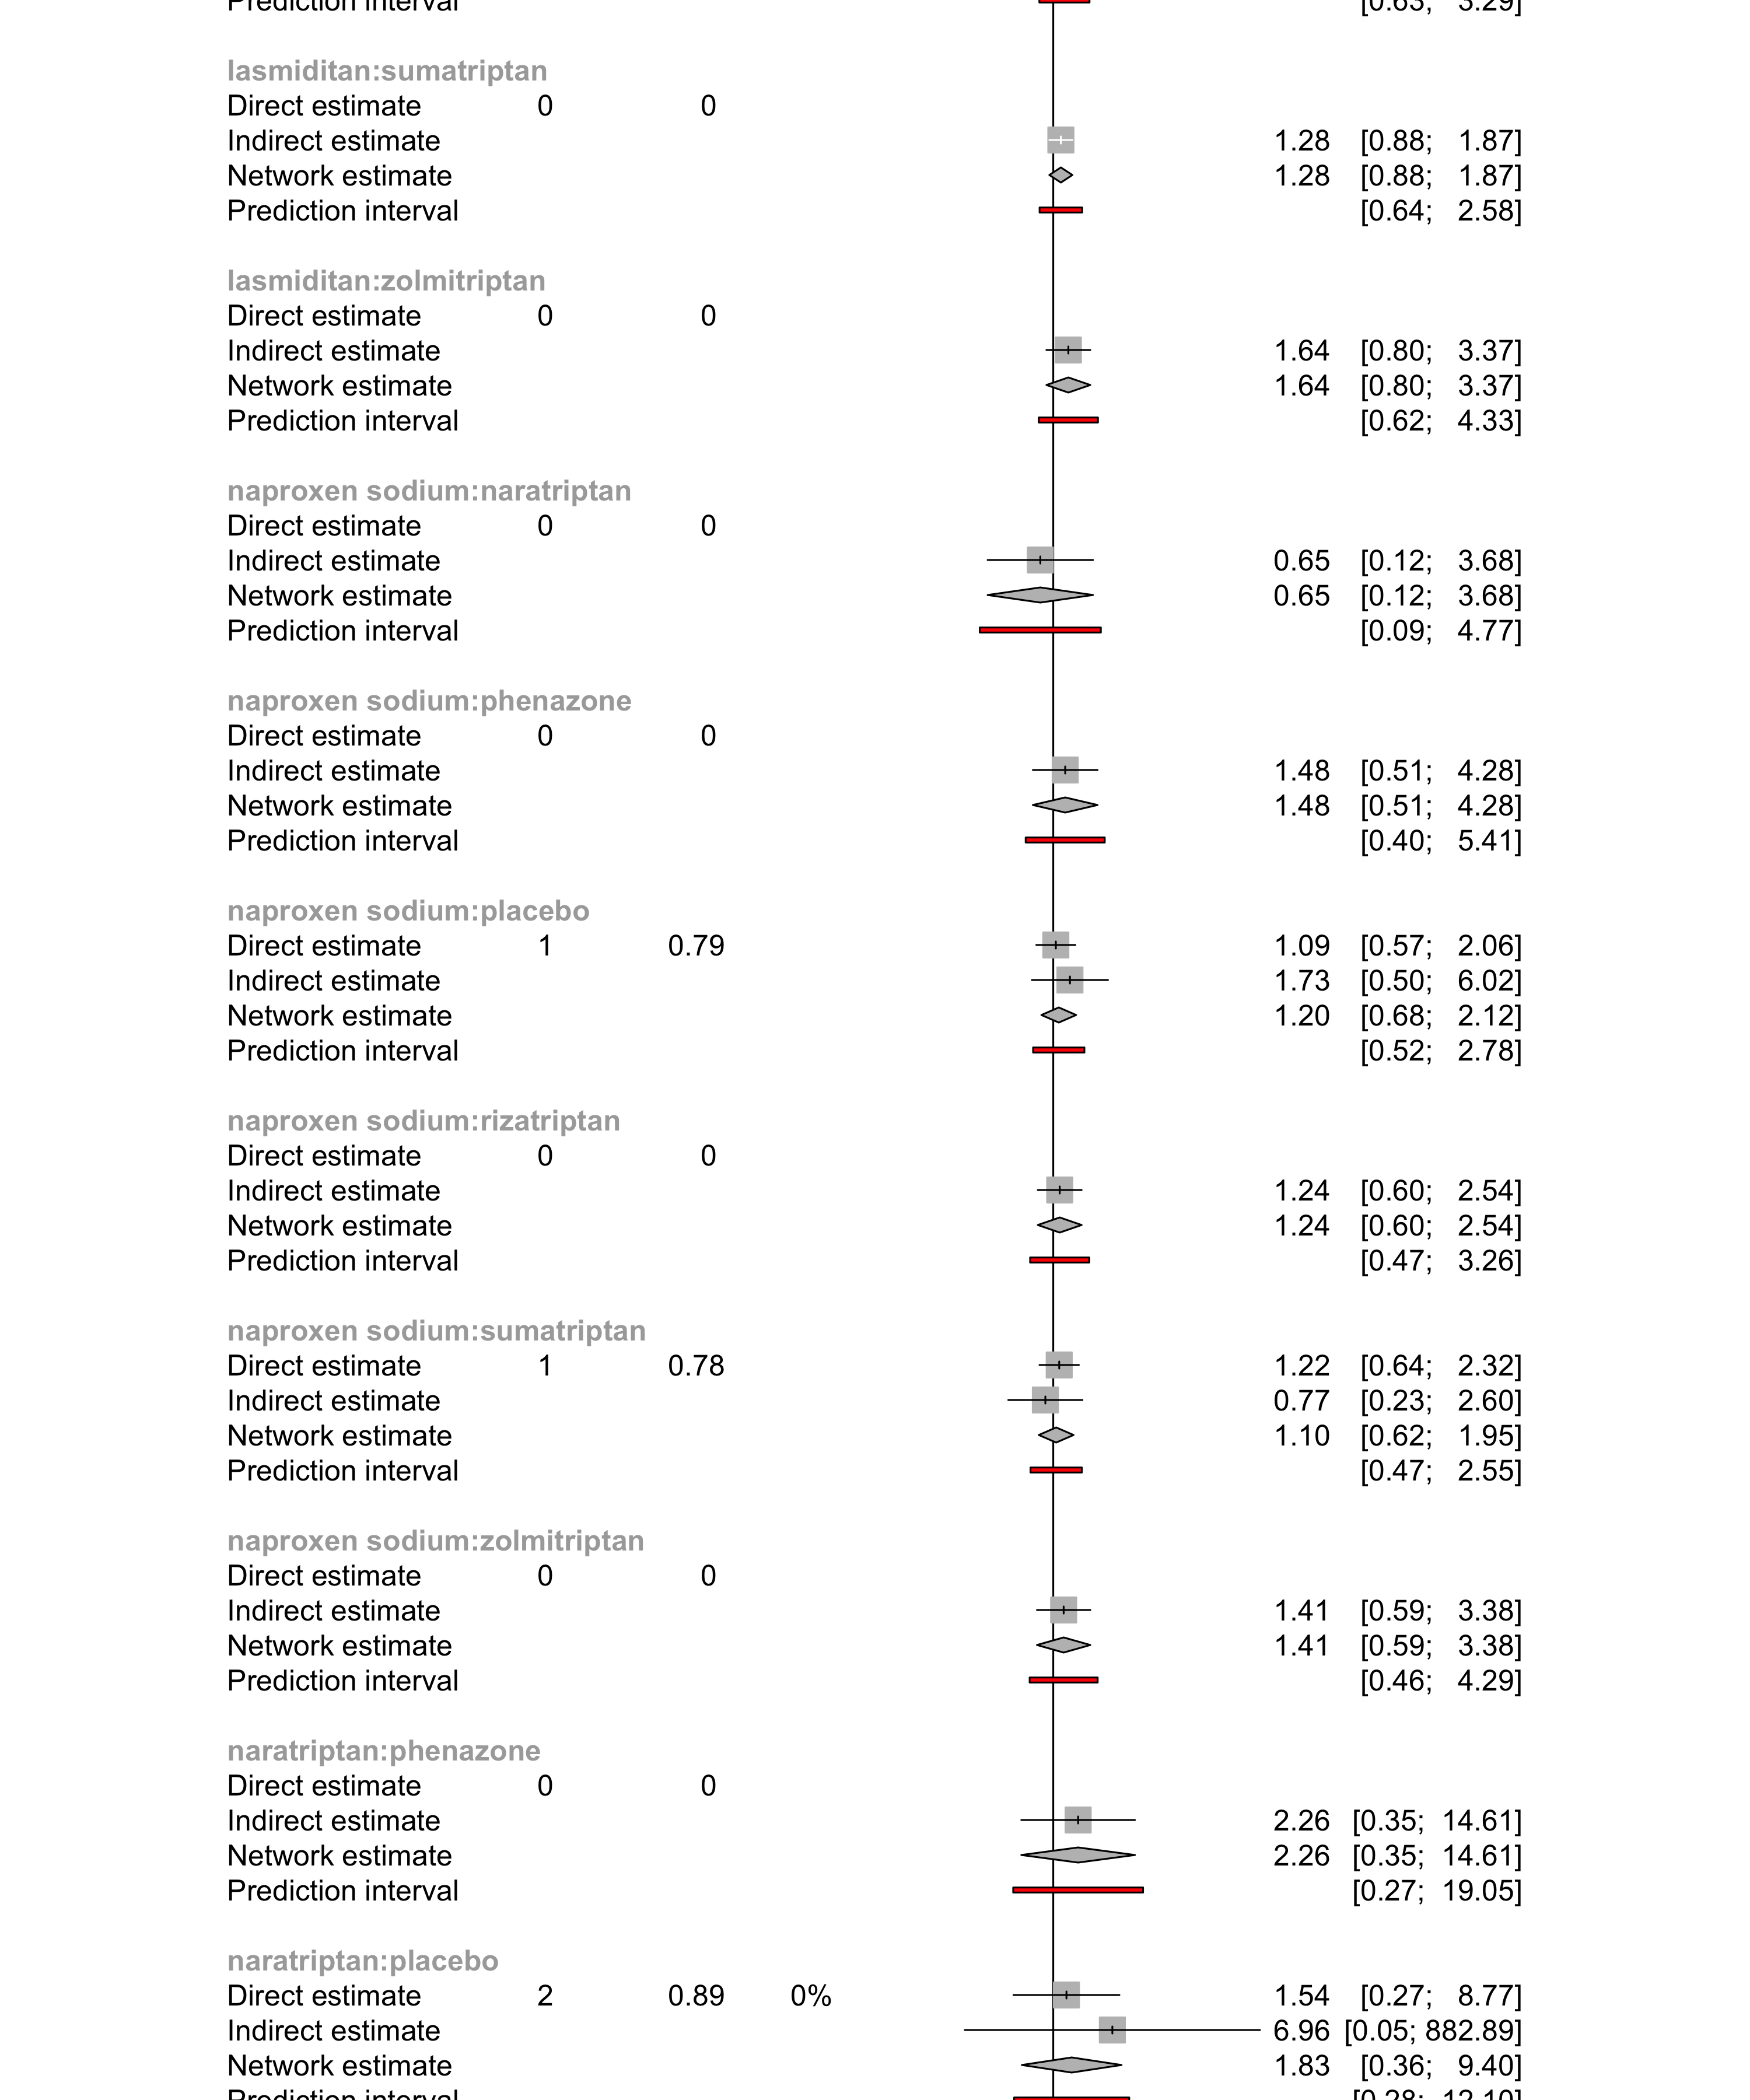 Prediction interval [0.63; 3.29]
lasmiditan:sumatriptan
Direct estimate 0 0
Indirect estimate 1.28 [0.88; 1.87]
Network estimate 1.28 [0.88; 1.87]
Prediction interval [0.64; 2.58]
lasmiditan:zolmitriptan
Direct estimate 0 0
Indirect estimate 1.64 [0.80; 3.37]
Network estimate 1.64 [0.80; 3.37]
Prediction interval [0.62; 4.33]
naproxen sodium:naratriptan
Direct estimate 0 0
Indirect estimate 0.65 [0.12; 3.68]
Network estimate 0.65 [0.12; 3.68]
Prediction interval [0.09; 4.77]
naproxen sodium:phenazone
Direct estimate 0 0
Indirect estimate 1.48 [0.51; 4.28]
Network estimate 1.48 [0.51; 4.28]
Prediction interval [0.40; 5.41]
naproxen sodium:placebo
Direct estimate 1 0.79 1.09 [0.57; 2.06]
Indirect estimate 1.73 [0.50; 6.02]
Network estimate 1.20 [0.68; 2.12]
Prediction interval [0.52; 2.78]
naproxen sodium:rizatriptan
Direct estimate 0 0
Indirect estimate 1.24 [0.60; 2.54]
Network estimate 1.24 [0.60; 2.54]
Prediction interval [0.47; 3.26]
naproxen sodium:sumatriptan
Direct estimate 1 0.78 1.22 [0.64; 2.32]
Indirect estimate 0.77 [0.23; 2.60]
Network estimate 1.10 [0.62; 1.95]
Prediction interval [0.47; 2.55]
naproxen sodium:zolmitriptan
Direct estimate 0 0
Indirect estimate 1.41 [0.59; 3.38]
Network estimate 1.41 [0.59; 3.38]
Prediction interval [0.46; 4.29]
naratriptan:phenazone
Direct estimate 0 0
Indirect estimate 2.26 [0.35; 14.61]
Network estimate 2.26 [0.35; 14.61]
Prediction interval [0.27; 19.05]
naratriptan:placebo
Direct estimate 2 0.89 0% 1.54 [0.27; 8.77]
Indirect estimate 6.96 [0.05; 882.89]
Network estimate 1.83 [0.36; 9.40]
Prediction interval [0.28; 12.10]